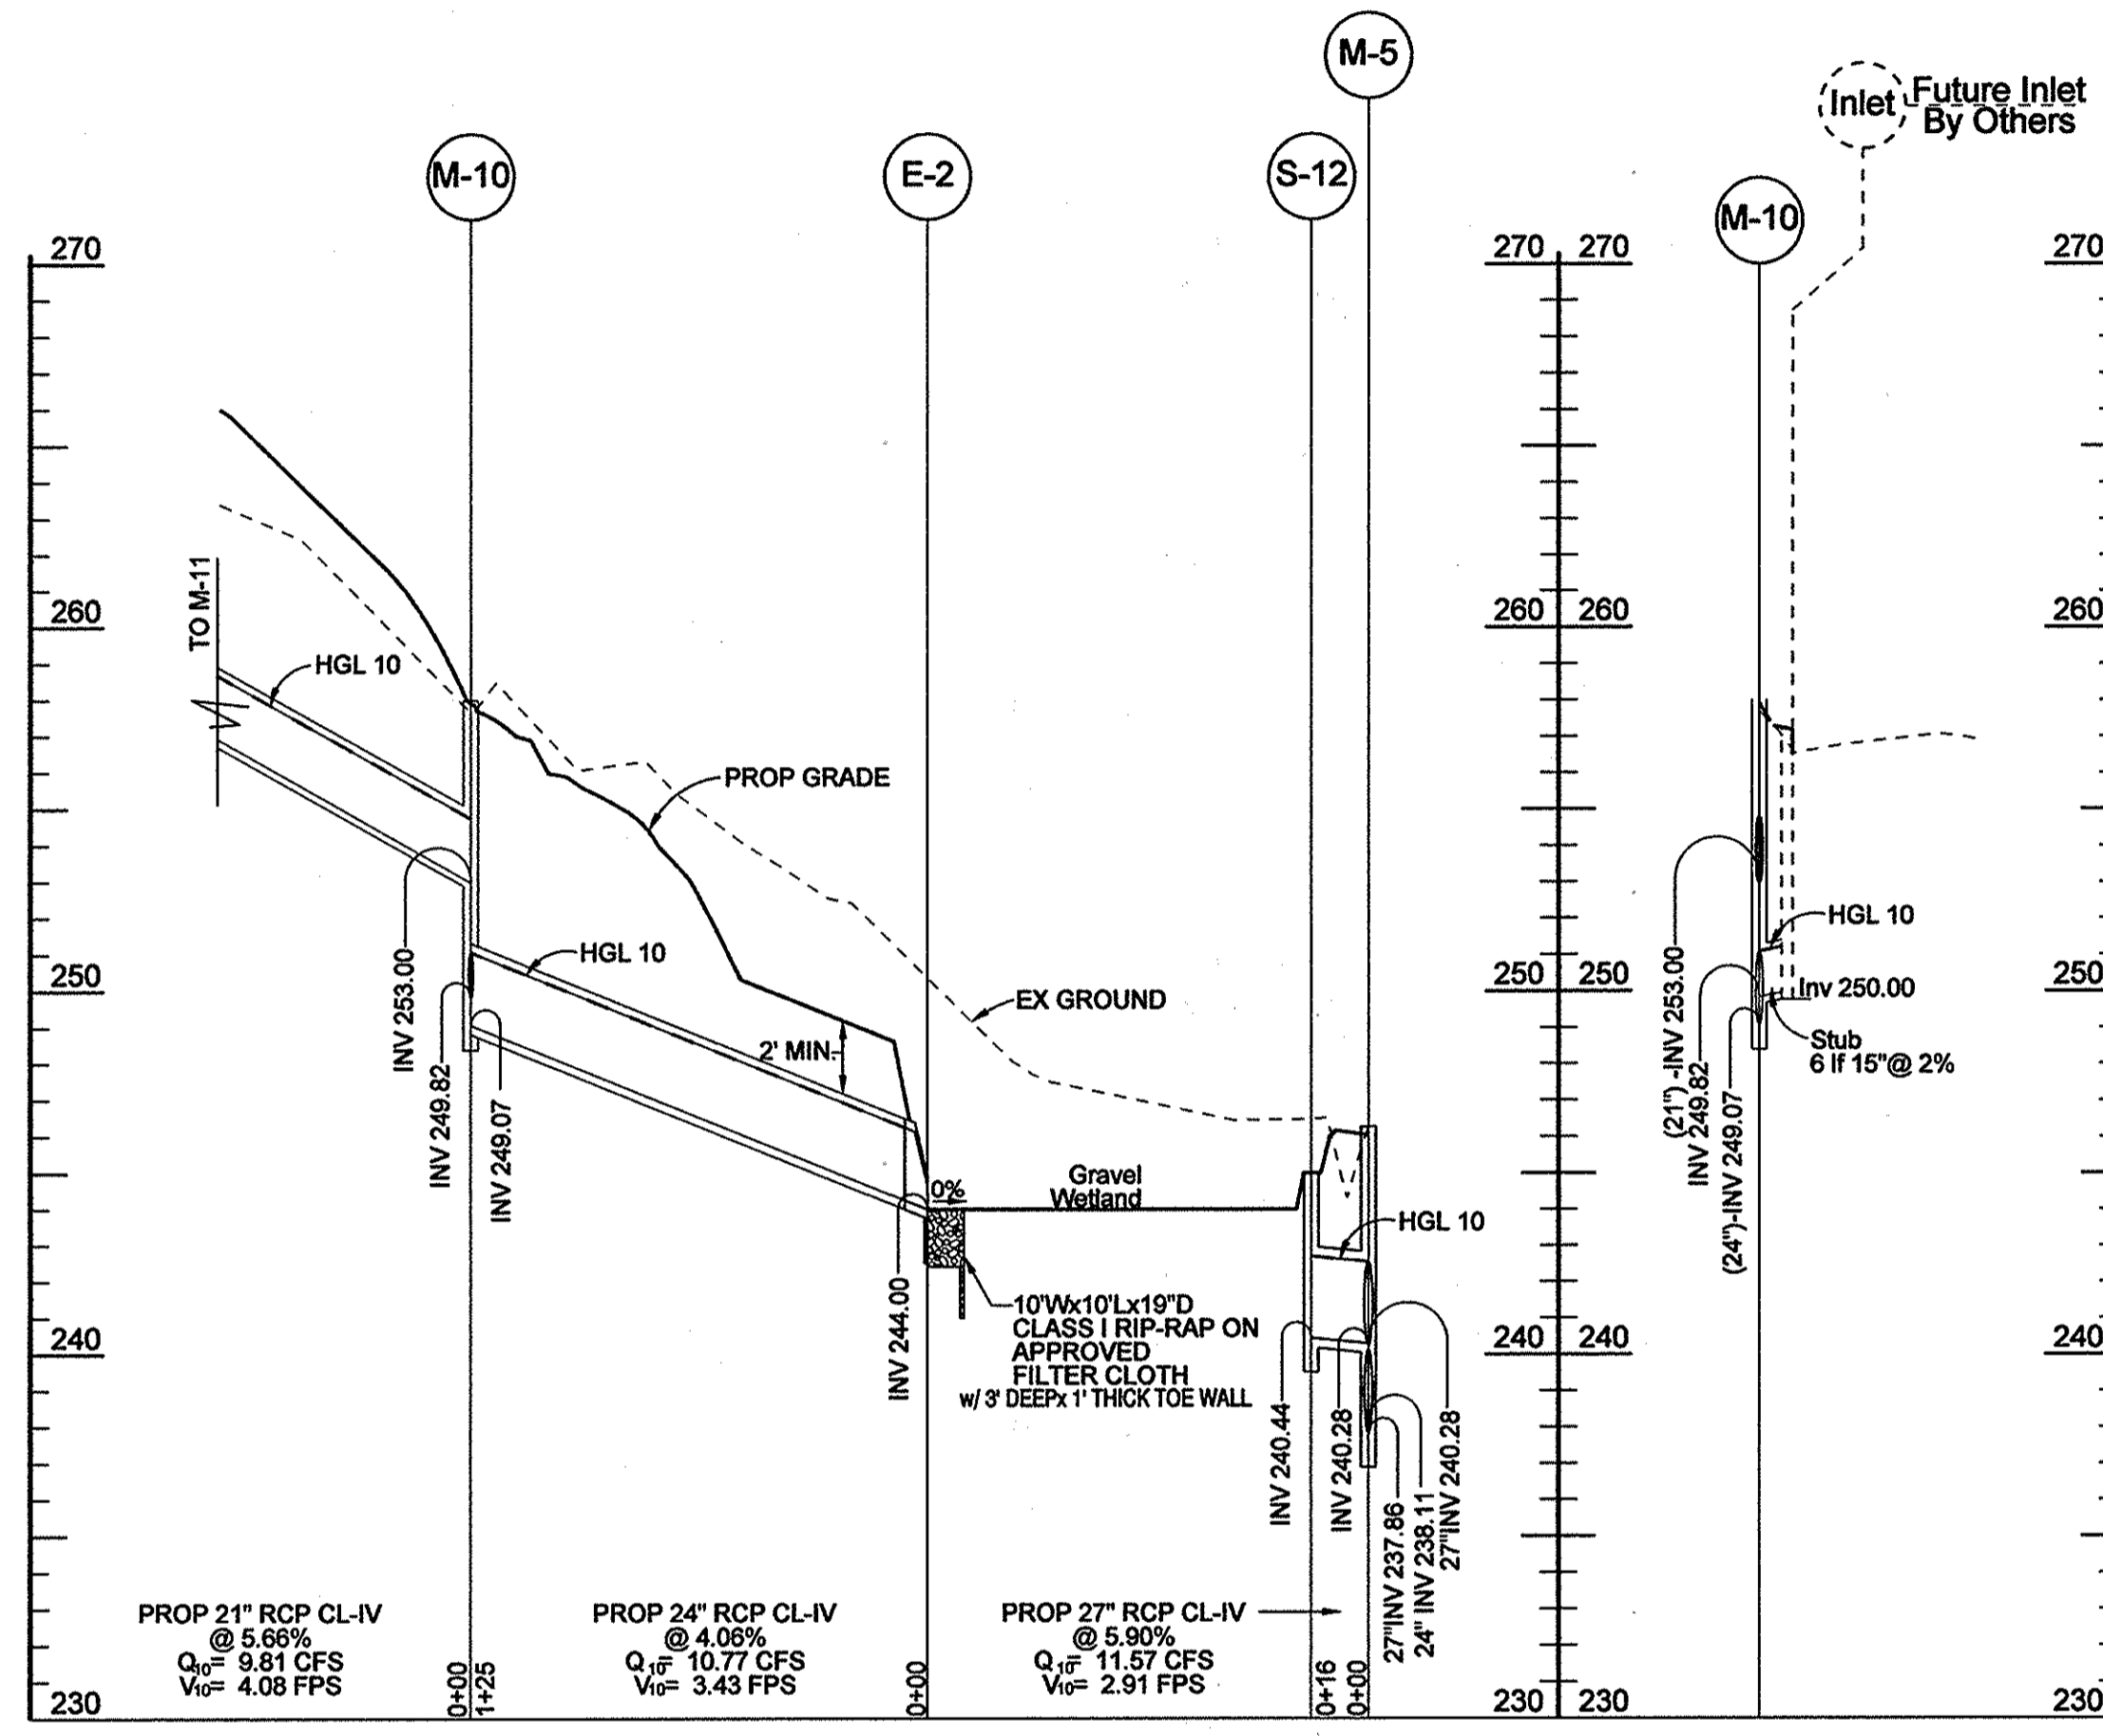 M-5
Inlet
Future Inlet
By Others
M-10
E-2
S-12
M-10
270
270
270
270
260
260
260
260
250
250
250
250
240
240
240
240
230
230
230
230
TO M-11
HGL 10
PROP GRADE
HGL 10
EX GROUND
2' MIN.
INV 253.00
INV 249.82
INV 249.07
INV 244.00
0%
Gravel
Wetland
HGL 10
10'Wx10'Lx19"D
CLASS I RIP-RAP ON
APPROVED
FILTER CLOTH
w/ 3' DEEPx 1' THICK TOE WALL
INV 240.44
INV 240.28
27"INV 237.86
24" INV 238.11
27"INV 240.28
PROP 21" RCP CL-IV
@ 5.66%
Q10= 9.81 CFS
V10= 4.08 FPS
0+00
1+25
PROP 24" RCP CL-IV
@ 4.06%
Q10= 10.77 CFS
V10= 3.43 FPS
0+00
PROP 27" RCP CL-IV
@ 5.90%
Q10= 11.57 CFS
V10= 2.91 FPS
0+16
0+00
HGL 10
Inv 250.00
Stub
6 lf 15"@ 2%
(21")-INV 253.00
INV 249.82
(24")-INV 249.07